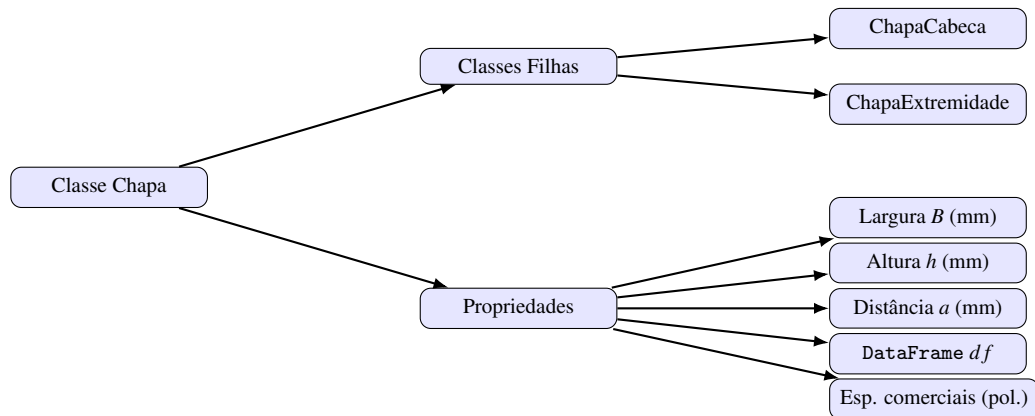 Classe Chapa
Classes Filhas
ChapaCabeca
ChapaExtremidade
Propriedades
Largura B (mm)
Altura h (mm)
Distância a (mm)
DataFrame df
Esp. comerciais (pol.)